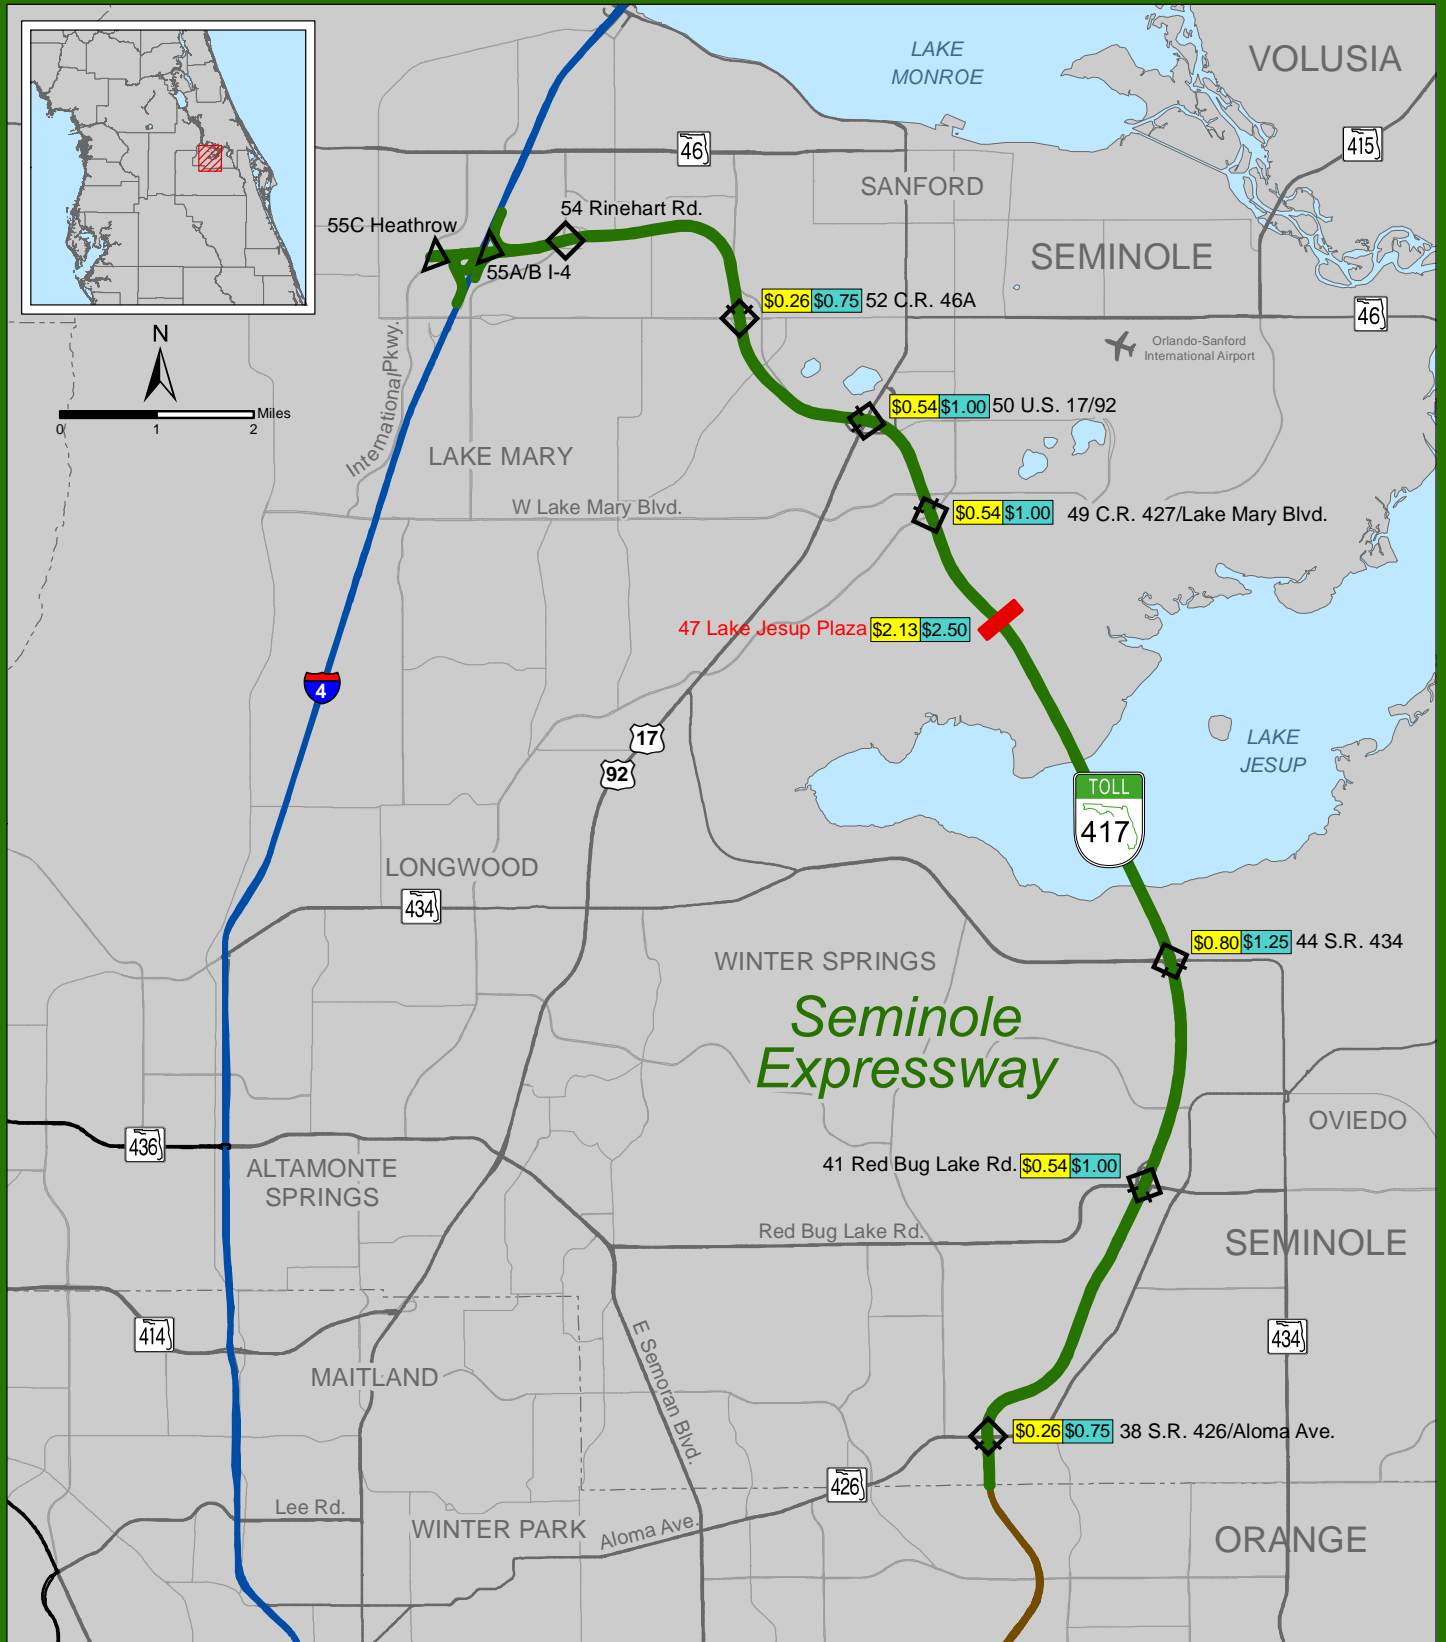 LAKE
MONROE
VOLUSIA
46
415
SANFORD
54 Rinehart Rd.
55C Heathrow
SEMINOLE
55A/B I-4
$0.26 $0.75 52 C.R. 46A
46
N
Orlando-Sanford
International Airport
International Pkwy.
Miles
0 1 2
$0.54 $1.00 50 U.S. 17/92
LAKE MARY
W Lake Mary Blvd.
$0.54 $1.00 49 C.R. 427/Lake Mary Blvd.
47 Lake Jesup Plaza $2.13 $2.50
4
17
92
LAKE
JESUP
TOLL
417
LONGWOOD
434
$0.80 $1.25 44 S.R. 434
WINTER SPRINGS
Seminole
Expressway
OVIEDO
436
ALTAMONTE
SPRINGS
41 Red Bug Lake Rd. $0.54 $1.00
Red Bug Lake Rd.
SEMINOLE
414
434
E Semoran Blvd.
MAITLAND
$0.26 $0.75 38 S.R. 426/Aloma Ave.
426
Lee Rd.
WINTER PARK
Aloma Ave.
ORANGE